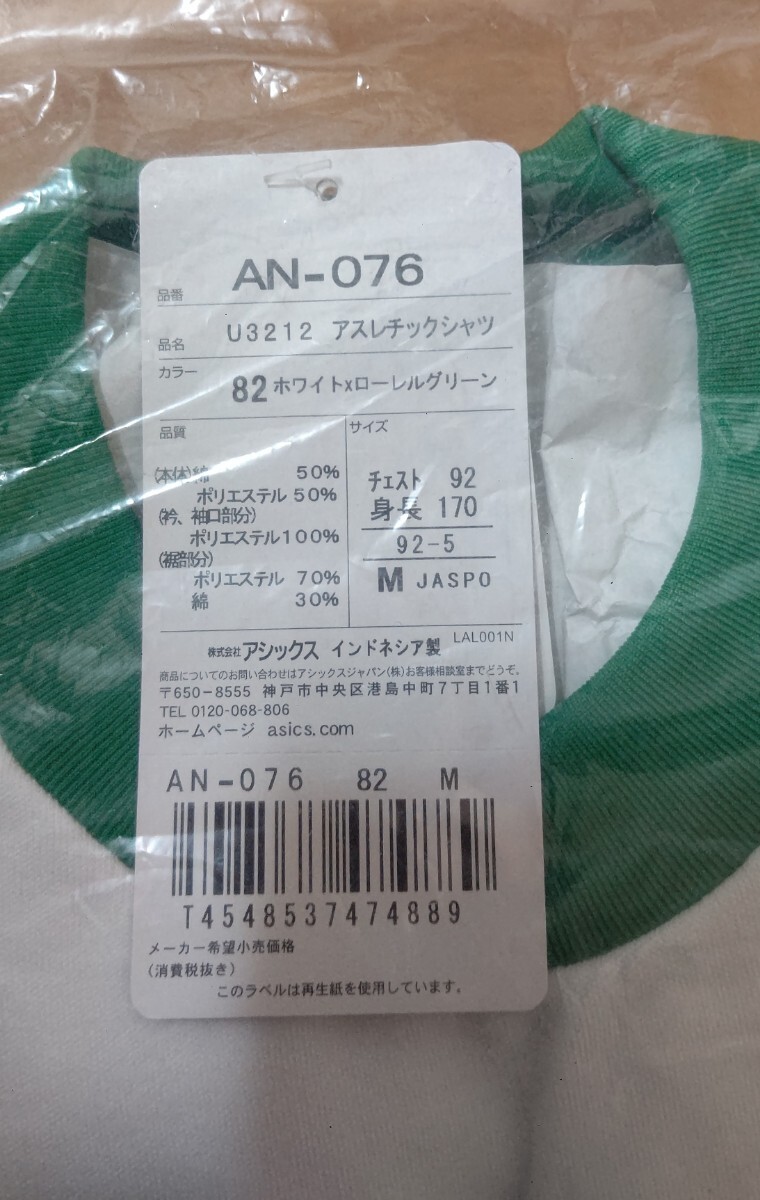 品番 AN-076
品名 U3212 アスレチックシャツ
カラー 82 ホワイトxローレルグリーン
品質
(本体)綿 50%
ポリエステル 50%
(衿、袖口部分)
ポリエステル100%
(裾部分)
ポリエステル 70%
綿 30%
サイズ
チェスト 92
身長 170
92-5
M JASPO
株式会社アシックス インドネシア製 LAL001N
商品についてのお問い合わせはアシックスジャパン(株)お客様相談室までどうぞ。
〒650-8555 神戸市中央区港島中町7丁目1番1
TEL 0120-068-806
ホームページ asics.com
AN-076 82 M
T4548537474889
メーカー希望小売価格
(消費税抜き)
このラベルは再生紙を使用しています。